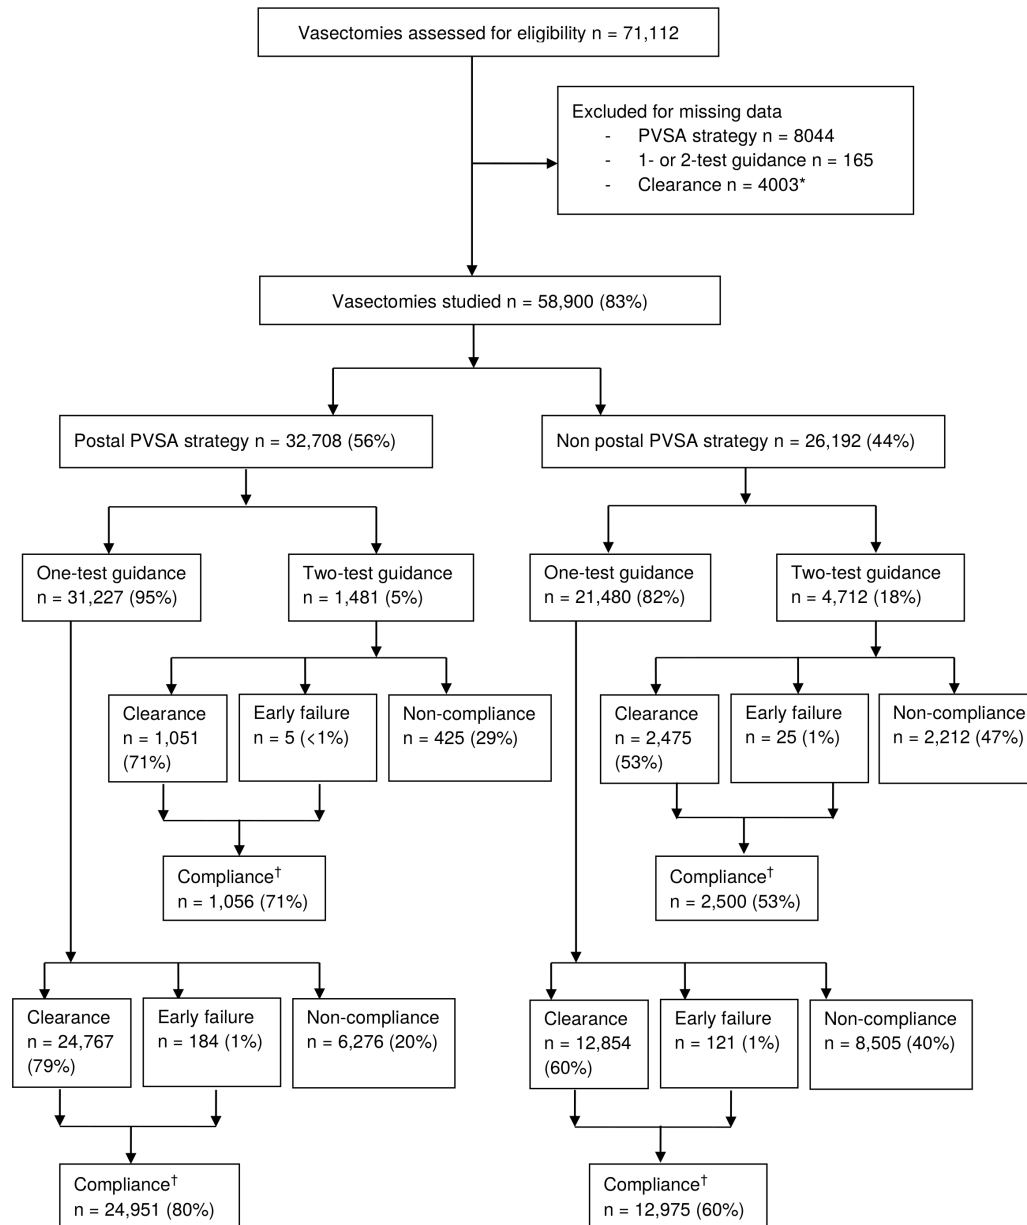 Vasectomies assessed for eligibility n = 71,112
Excluded for missing data
- PVSA strategy n = 8044
- 1- or 2-test guidance n = 165
- Clearance n = 4003*
Vasectomies studied n = 58,900 (83%)
Postal PVSA strategy n = 32,708 (56%)
Non postal PVSA strategy n = 26,192 (44%)
One-test guidance
n = 31,227 (95%)
Two-test guidance
n = 1,481 (5%)
One-test guidance
n = 21,480 (82%)
Two-test guidance
n = 4,712 (18%)
Clearance
n = 1,051
(71%)
Early failure
n = 5 (<1%)
Non-compliance
n = 425 (29%)
Clearance
n = 2,475
(53%)
Early failure
n = 25 (1%)
Non-compliance
n = 2,212 (47%)
Compliance†
n = 1,056 (71%)
Compliance†
n = 2,500 (53%)
Clearance
n = 24,767
(79%)
Early failure
n = 184 (1%)
Non-compliance
n = 6,276 (20%)
Clearance
n = 12,854
(60%)
Early failure
n = 121 (1%)
Non-compliance
n = 8,505 (40%)
Compliance†
n = 24,951 (80%)
Compliance†
n = 12,975 (60%)